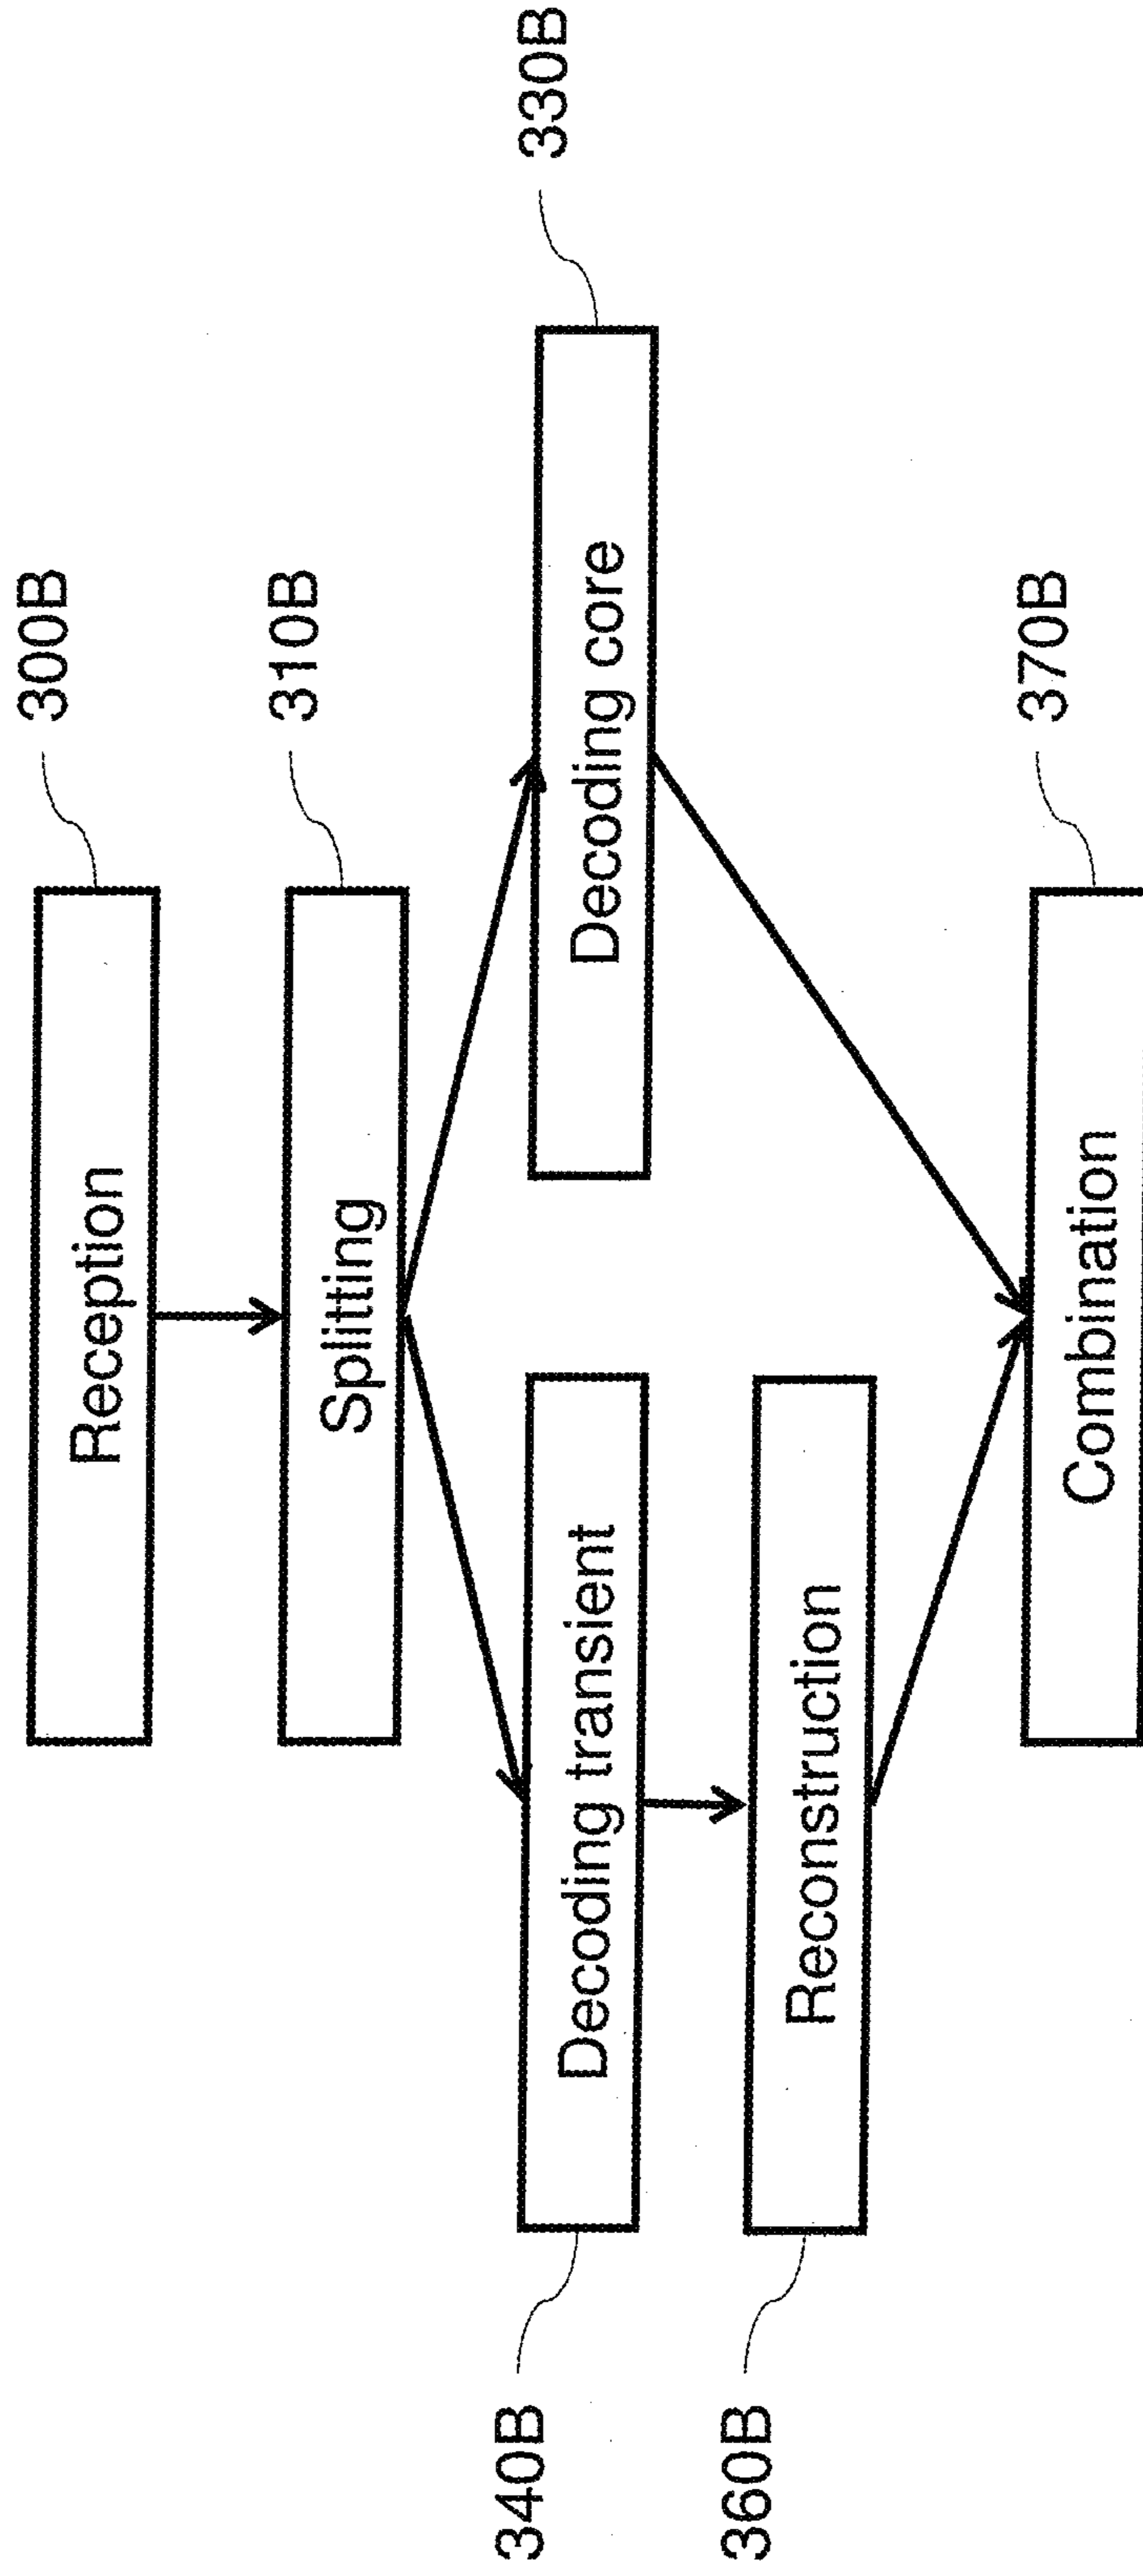 Reception
300B
Splitting
310B
Decoding transient
340B
Decoding core
330B
Reconstruction
360B
Combination
370B